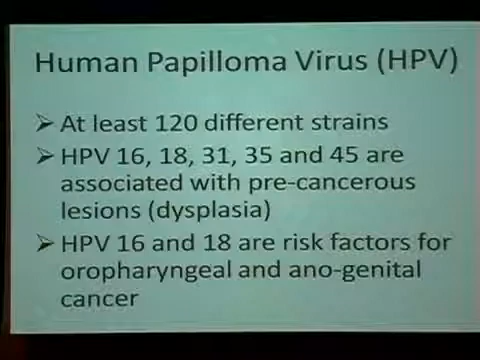 Human Papilloma Virus (HPV)
➢ At least 120 different strains
➢ HPV 16, 18, 31, 35 and 45 are
associated with pre-cancerous
lesions (dysplasia)
➢ HPV 16 and 18 are risk factors for
oropharyngeal and ano-genital
cancer